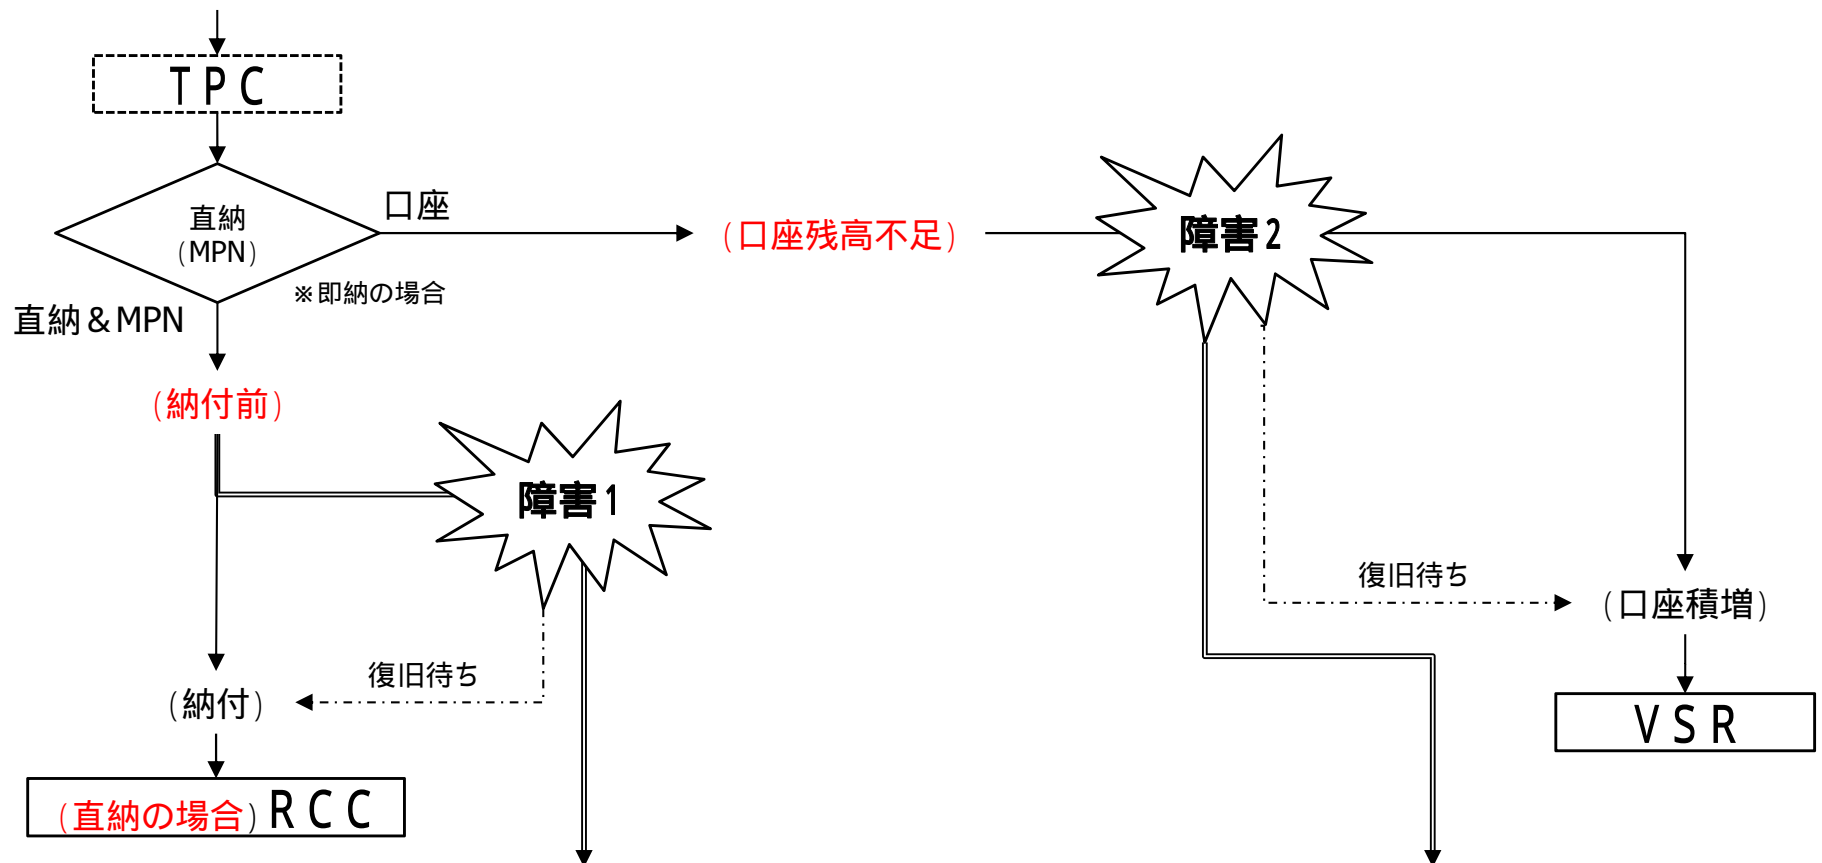 ＴＰＣ
直納
（MPN）
口座
※即納の場合
直納＆MPN
（口座残高不足）
障害２
（納付前）
障害１
復旧待ち
（口座積増）
復旧待ち
（納付）
ＶＳＲ
（直納の場合）ＲＣＣ